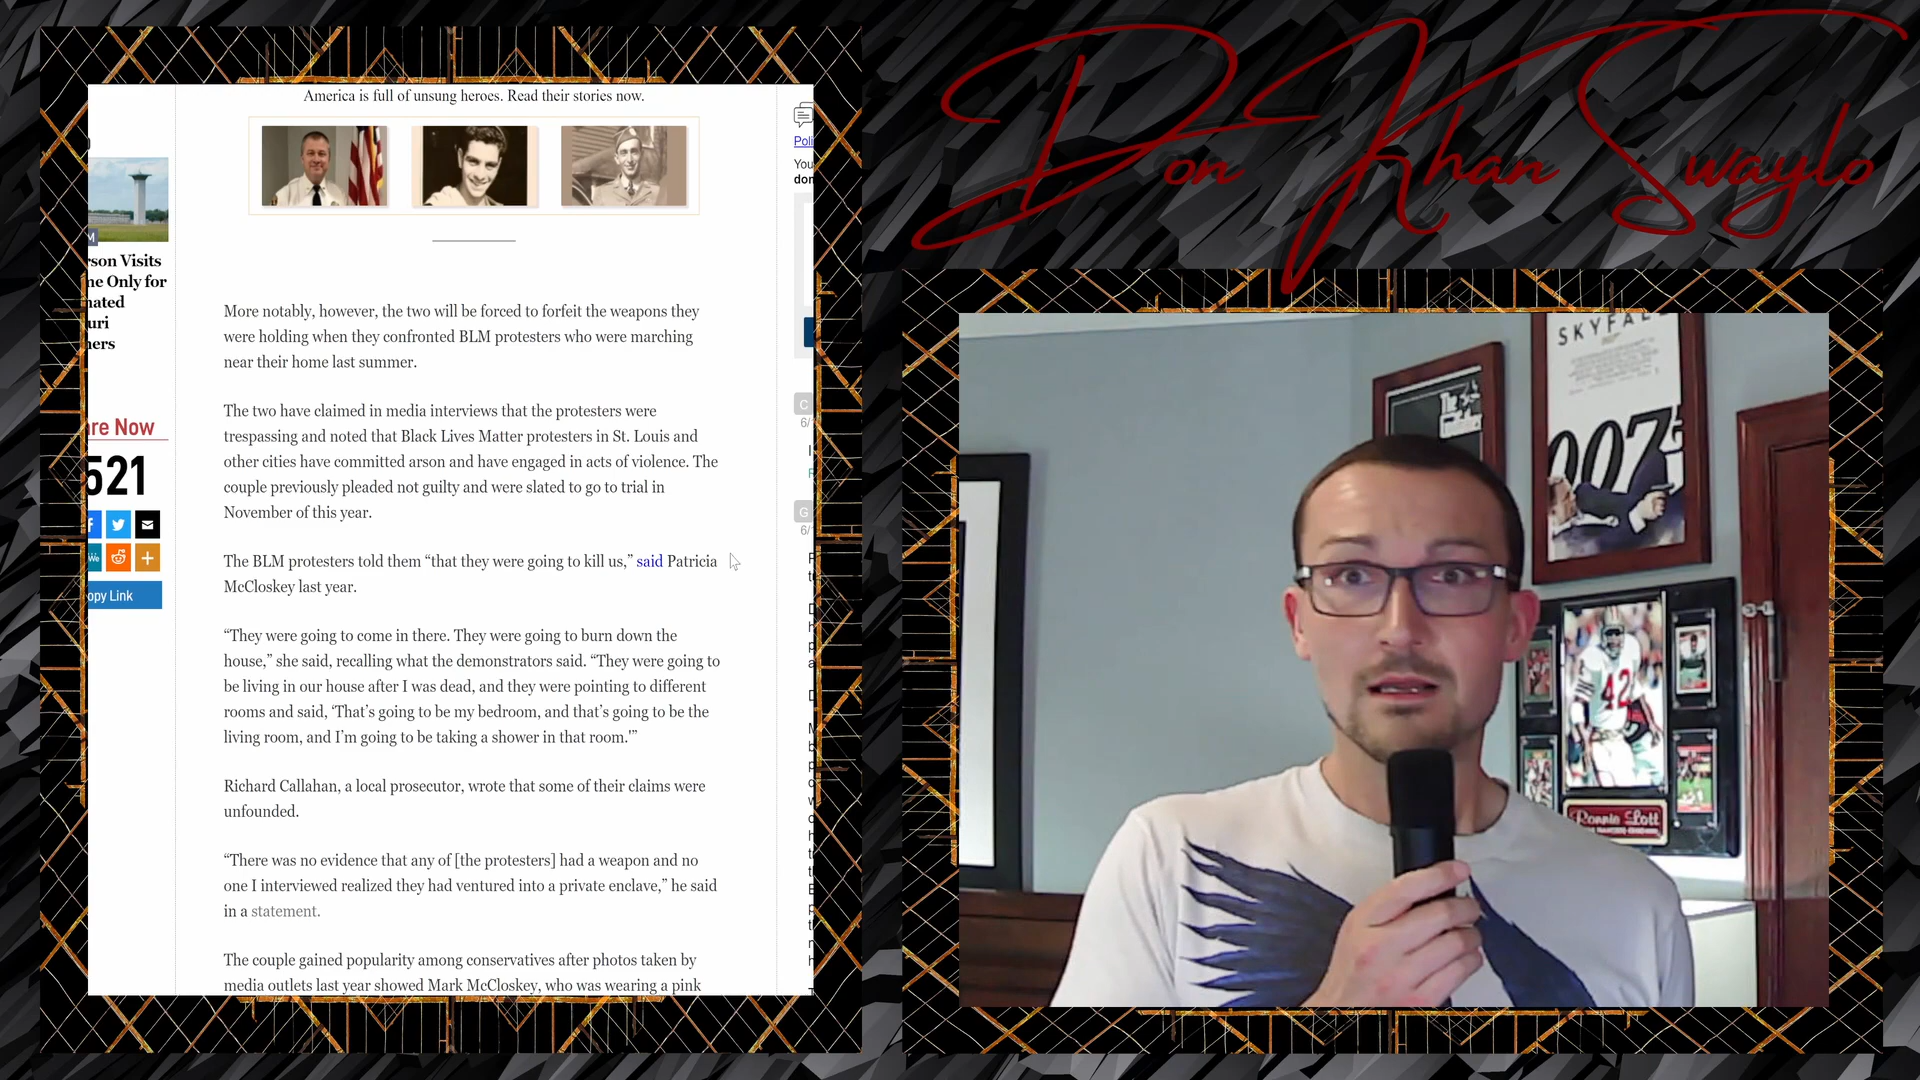 Don Khan Swaylo
America is full of unsung heroes. Read their stories now.
More notably, however, the two will be forced to forfeit the weapons they
were holding when they confronted BLM protesters who were marching
near their home last summer.
The two have claimed in media interviews that the protesters were
trespassing and noted that Black Lives Matter protesters in St. Louis and
other cities have committed arson and have engaged in acts of violence. The
couple previously pleaded not guilty and were slated to go to trial in
November of this year.
The BLM protesters told them “that they were going to kill us,” said Patricia
McCloskey last year.
“They were going to come in there. They were going to burn down the
house,” she said, recalling what the demonstrators said. “They were going to
be living in our house after I was dead, and they were pointing to different
rooms and said, ‘That’s going to be my bedroom, and that’s going to be the
living room, and I’m going to be taking a shower in that room.'”
Richard Callahan, a local prosecutor, wrote that some of their claims were
unfounded.
“There was no evidence that any of [the protesters] had a weapon and no
one I interviewed realized they had ventured into a private enclave,” he said
in a statement.
The couple gained popularity among conservatives after photos taken by
media outlets last year showed Mark McCloskey, who was wearing a pink
rson Visits
ne Only for
nated
uri
ners
are Now
521
opy Link
Poli
You
don
C
6/
G
6/
SKYFAL
007
The
42
Ronnie Lott